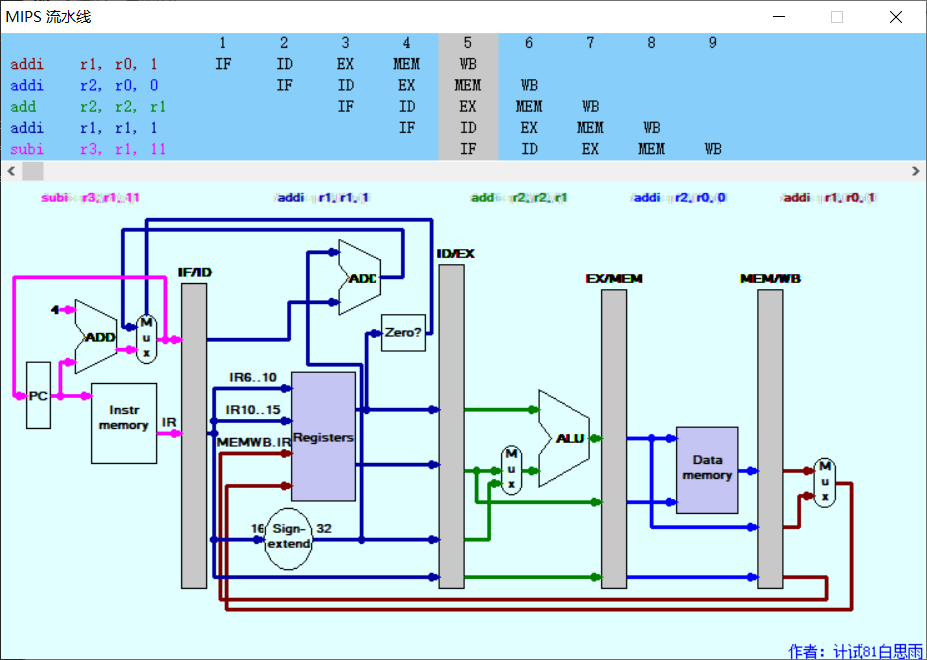 MIPS 流水线
1 2 3 4 5 6 7 8 9
addi r1, r0, 1 IF ID EX MEM WB
addi r2, r0, 0 IF ID EX MEM WB
add r2, r2, r1 IF ID EX MEM WB
addi r1, r1, 1 IF ID EX MEM WB
subi r3, r1, 11 IF ID EX MEM WB
subi r3, r1, 11 addi r1, r1, 1 add r2, r2, r1 addi r2, r0, 0 addi r1, r0, 1
ID/EX
IF/ID ADD EX/MEM MEM/WB
4 ADD Mux Zero?
PC
Instr memory
IR
IR6..10
IR10..15
MEMWB.IR
Registers
16 Sign-extend 32
Mux
ALU
Data memory
Mux
作者：计试81白思雨